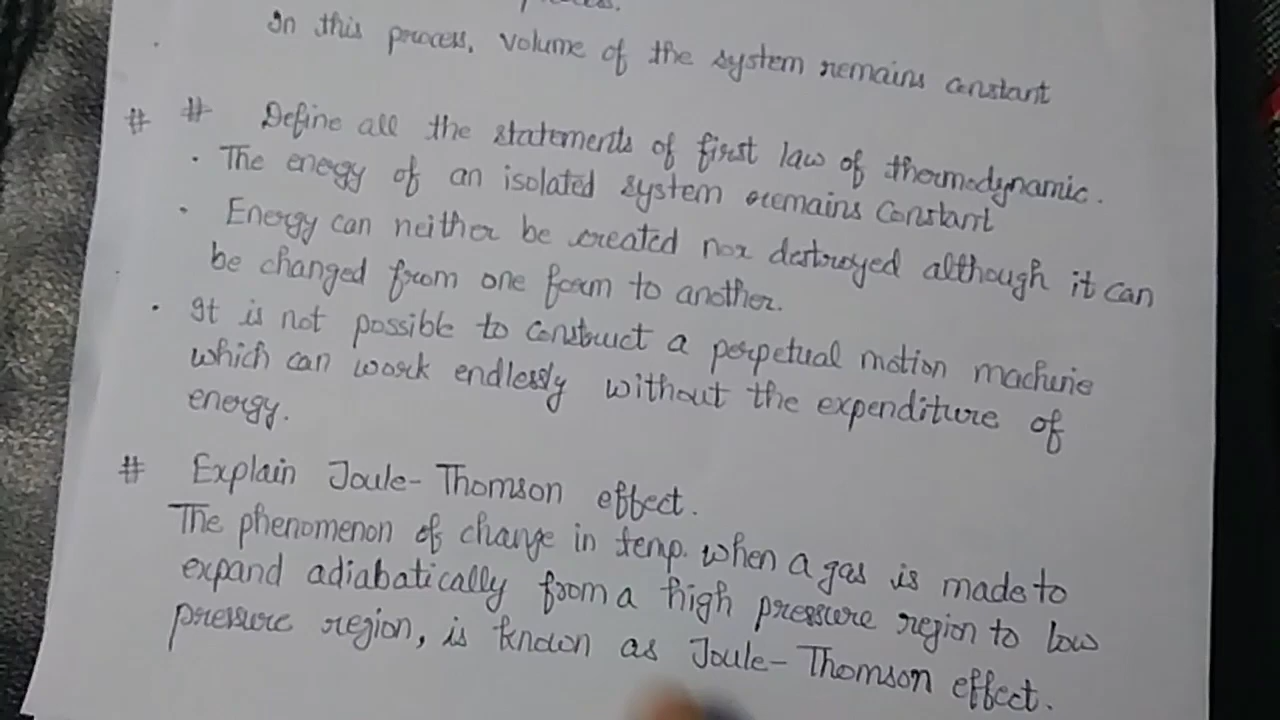 In this process, volume of the system remains constant
# # Define all the statements of first law of thermodynamic.
· The energy of an isolated system remains constant
· Energy can neither be created nor destroyed although it can
be changed from one form to another.
· It is not possible to construct a perpetual motion machine
which can work endlessly without the expenditure of
energy.
# Explain Joule-Thomson effect.
The phenomenon of change in temp. when a gas is made to
expand adiabatically from a high pressure region to low
pressure region, is known as Joule-Thomson effect.